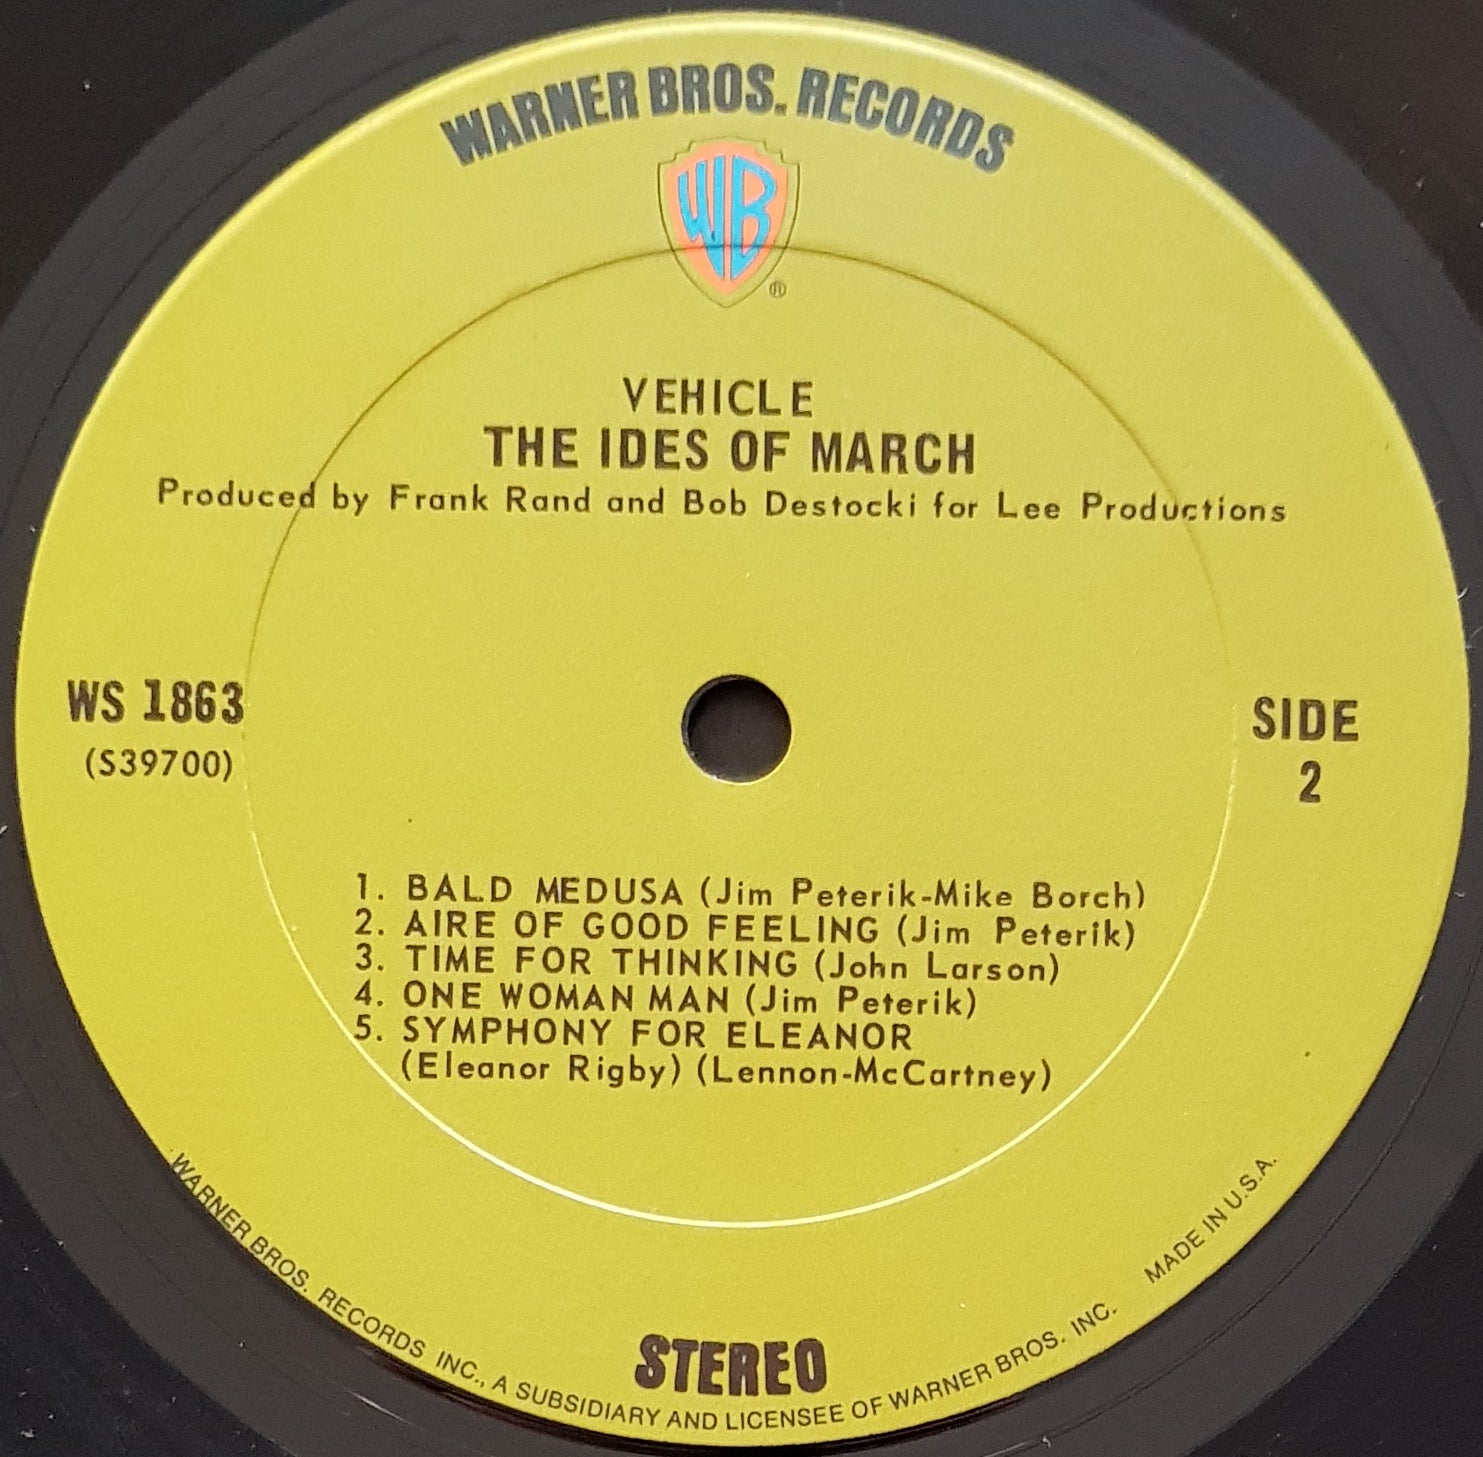 WARNER BROS. RECORDS
WB
®
VEHICLE
THE IDES OF MARCH
Produced by Frank Rand and Bob Destocki for Lee Productions
WS 1863
(S39700)
SIDE
2
1. BALD MEDUSA (Jim Peterik-Mike Borch)
2. AIRE OF GOOD FEELING (Jim Peterik)
3. TIME FOR THINKING (John Larson)
4. ONE WOMAN MAN (Jim Peterik)
5. SYMPHONY FOR ELEANOR
(Eleanor Rigby) (Lennon-McCartney)
STEREO
WARNER BROS. RECORDS INC., A SUBSIDIARY AND LICENSEE OF WARNER BROS. INC. MADE IN U.S.A.